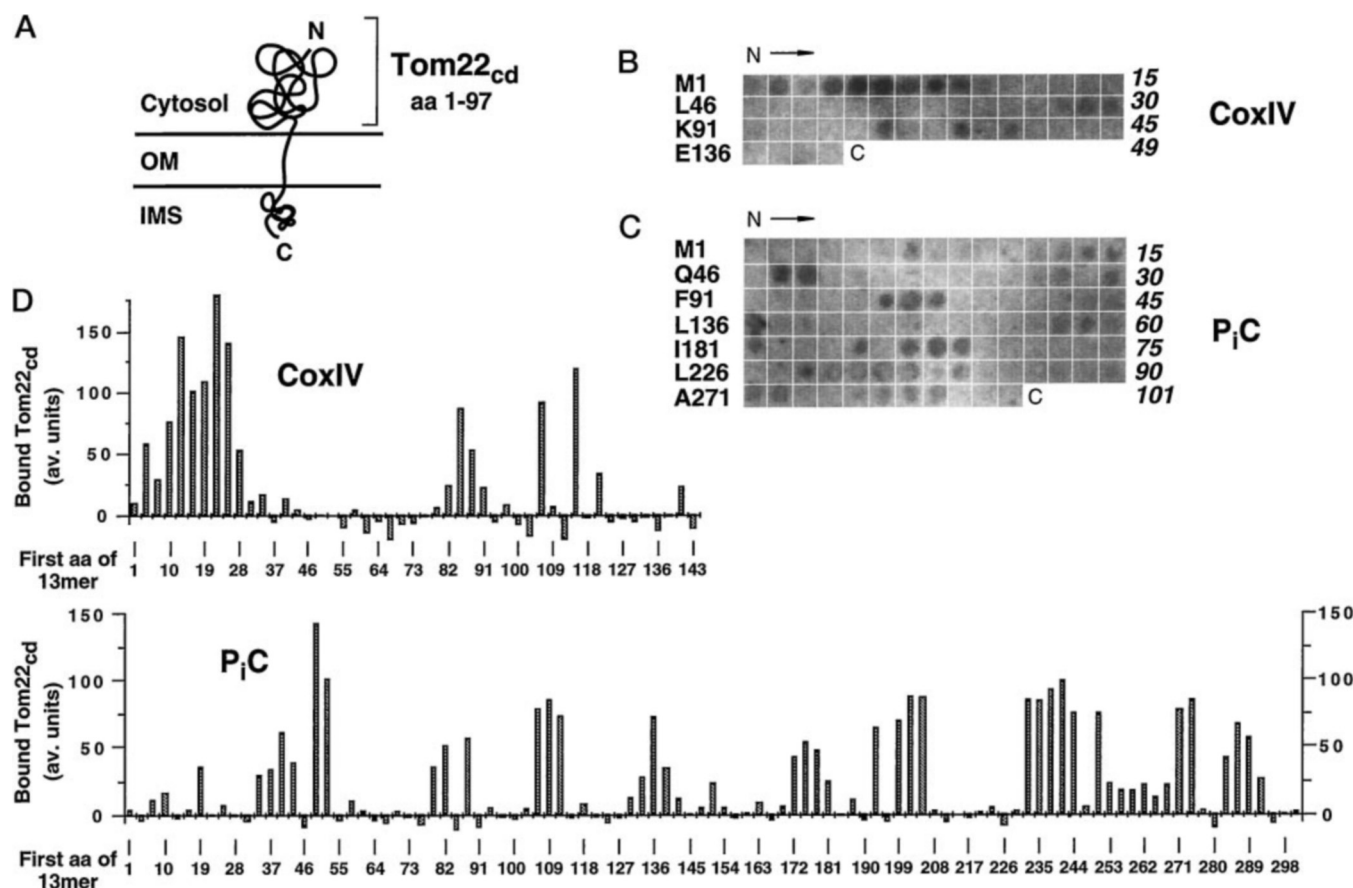 A
N
Tom22cd
aa 1-97
Cytosol
OM
IMS
C
B
N
M1 15
L46 30
K91 45
E136 C 49
CoxIV
C
N
M1 15
Q46 30
F91 45
L136 60
I181 75
L226 90
A271 C 101
PiC
D
CoxIV
Bound Tom22cd
(av. units)
150
100
50
0
First aa of
13mer
1 10 19 28 37 46 55 64 73 82 91 100 109 118 127 136 143
PiC
Bound Tom22cd
(av. units)
150 150
100 100
50 50
0 0
First aa of
13mer
1 10 19 28 37 46 55 64 73 82 91 100 109 118 127 136 145 154 163 172 181 190 199 208 217 226 235 244 253 262 271 280 289 298